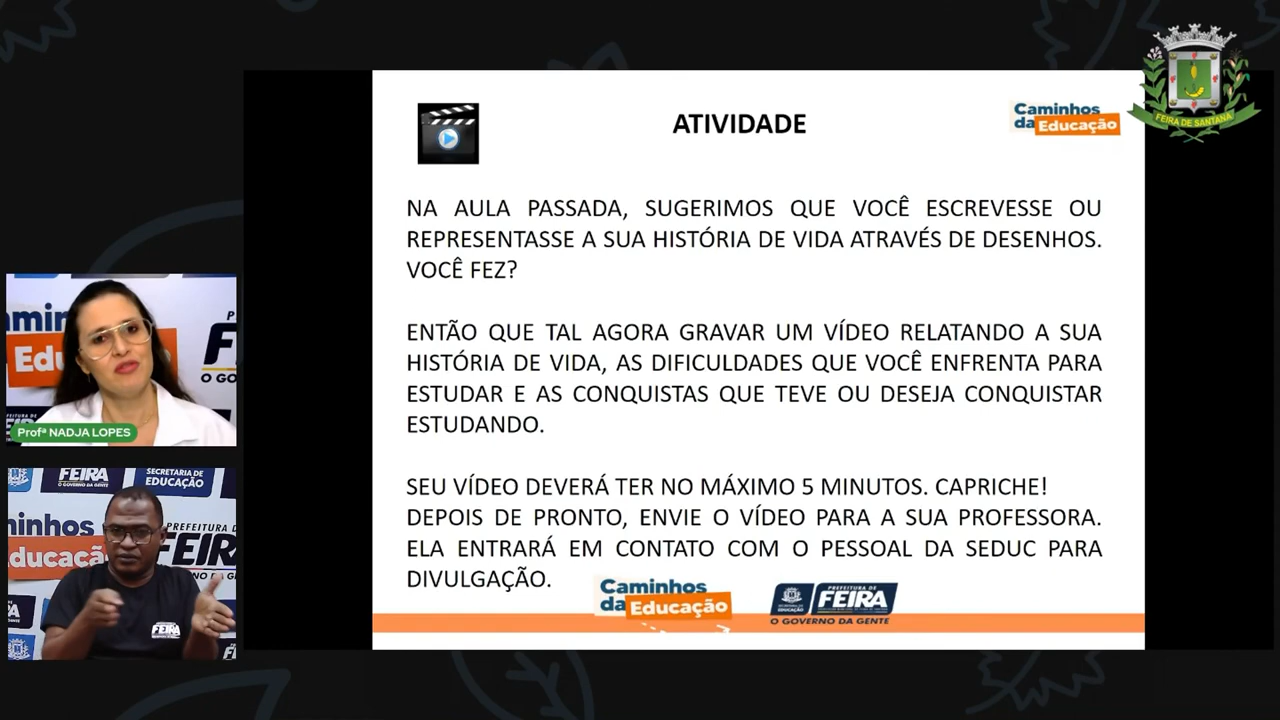 FEIRA DE SANTANA
ATIVIDADE
Caminhos
da Educação
NA AULA PASSADA, SUGERIMOS QUE VOCÊ ESCREVESSE OU
REPRESENTASSE A SUA HISTÓRIA DE VIDA ATRAVÉS DE DESENHOS.
VOCÊ FEZ?
ENTÃO QUE TAL AGORA GRAVAR UM VÍDEO RELATANDO A SUA
HISTÓRIA DE VIDA, AS DIFICULDADES QUE VOCÊ ENFRENTA PARA
ESTUDAR E AS CONQUISTAS QUE TEVE OU DESEJA CONQUISTAR
ESTUDANDO.
SEU VÍDEO DEVERÁ TER NO MÁXIMO 5 MINUTOS. CAPRICHE!
DEPOIS DE PRONTO, ENVIE O VÍDEO PARA A SUA PROFESSORA.
ELA ENTRARÁ EM CONTATO COM O PESSOAL DA SEDUC PARA
DIVULGAÇÃO.
Caminhos
da Educação
PREFEITURA DE
FEIRA
O GOVERNO DA GENTE
Profª NADJA LOPES
FEIRA
O GOVERNO DA GENTE
SECRETARIA DE
EDUCAÇÃO
PREFEITURA D
FEIR
FEIRA